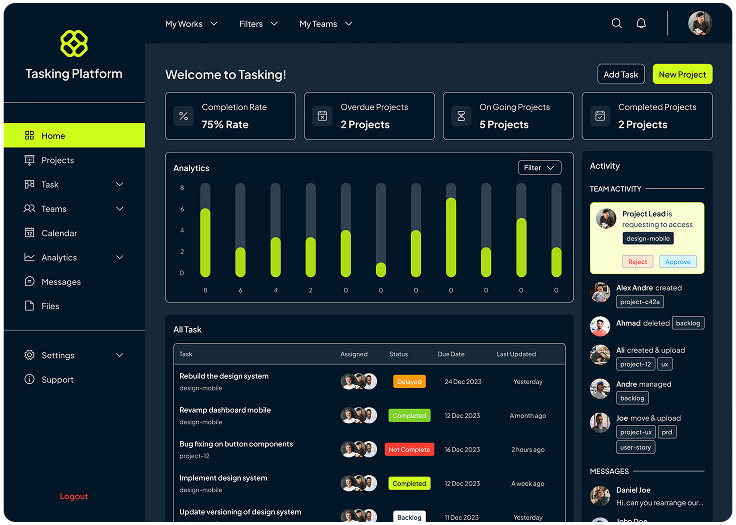 My Works
Filters
My Teams
Tasking Platform
Home
Projects
Task
Teams
Calendar
Analytics
Messages
Files
Settings
Support
Logout
Welcome to Tasking!
Add Task
New Project
Completion Rate
75% Rate
Overdue Projects
2 Projects
On Going Projects
5 Projects
Completed Projects
2 Projects
Analytics
Filter
8
6
4
2
0
8 6 4 2 0 0 0 0 0 0 0
All Task
Task Assigned Status Due Date Last Updated
Rebuild the design system
design-mobile
Delayed
24 Dec 2023
Yesterday
Revamp dashboard mobile
design-mobile
Completed
12 Dec 2023
A month ago
Bug fixing on button components
project-12
Not Complete
16 Dec 2023
2 hours ago
Implement design system
design-mobile
Completed
12 Dec 2023
A week ago
Update versioning of design system
Backlog
11 Dec 2023
Yesterday
Activity
TEAM ACTIVITY
Project Lead is
requesting to access
design-mobile
Reject
Approve
Alex Andre created
project-c42a
Ahmad deleted backlog
Ali created & upload
project-12 ux
Andre managed
backlog
Joe move & upload
project-ux prd
user-story
MESSAGES
Daniel Joe
Hi, can you rearrange our...
John Doe